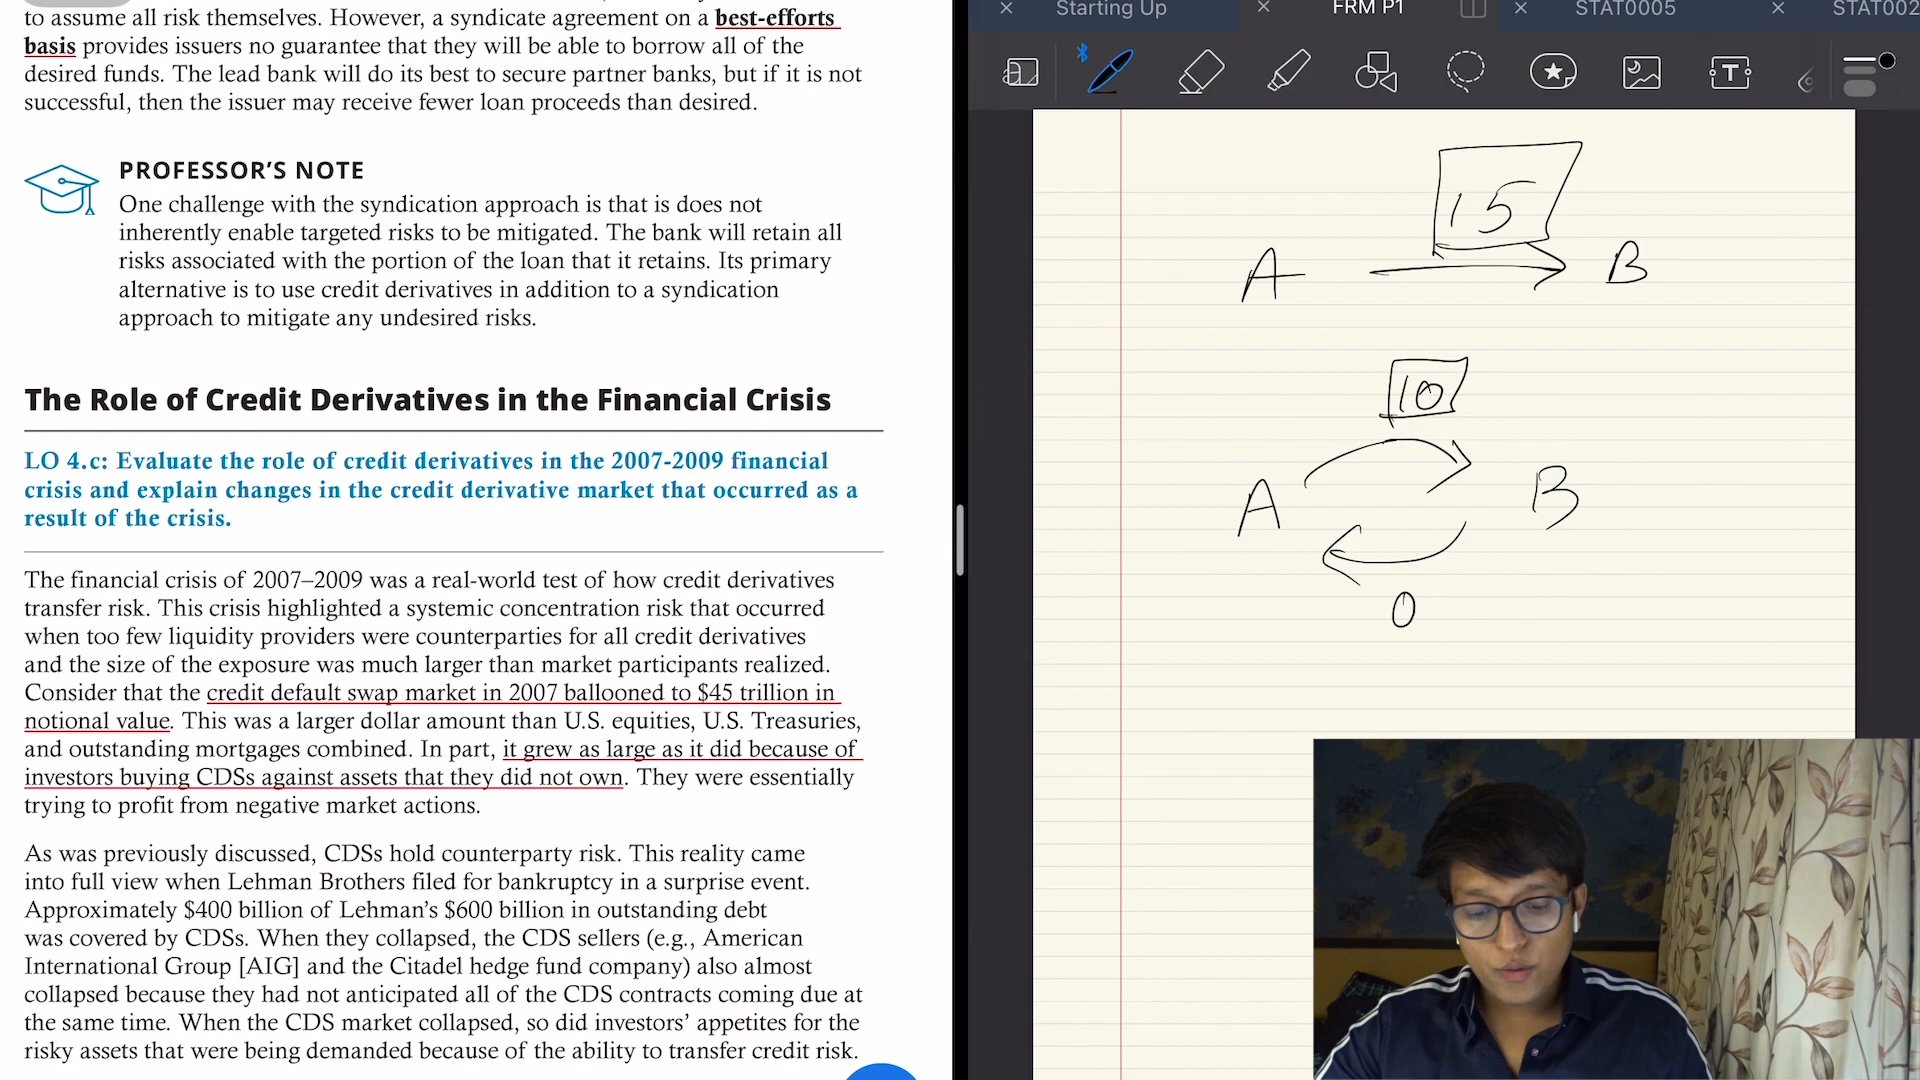 to assume all risk themselves. However, a syndicate agreement on a best-efforts
basis provides issuers no guarantee that they will be able to borrow all of the
desired funds. The lead bank will do its best to secure partner banks, but if it is not
successful, then the issuer may receive fewer loan proceeds than desired.
PROFESSOR'S NOTE
One challenge with the syndication approach is that is does not
inherently enable targeted risks to be mitigated. The bank will retain all
risks associated with the portion of the loan that it retains. Its primary
alternative is to use credit derivatives in addition to a syndication
approach to mitigate any undesired risks.
The Role of Credit Derivatives in the Financial Crisis
LO 4.c: Evaluate the role of credit derivatives in the 2007-2009 financial
crisis and explain changes in the credit derivative market that occurred as a
result of the crisis.
The financial crisis of 2007–2009 was a real-world test of how credit derivatives
transfer risk. This crisis highlighted a systemic concentration risk that occurred
when too few liquidity providers were counterparties for all credit derivatives
and the size of the exposure was much larger than market participants realized.
Consider that the credit default swap market in 2007 ballooned to $45 trillion in
notional value. This was a larger dollar amount than U.S. equities, U.S. Treasuries,
and outstanding mortgages combined. In part, it grew as large as it did because of
investors buying CDSs against assets that they did not own. They were essentially
trying to profit from negative market actions.
As was previously discussed, CDSs hold counterparty risk. This reality came
into full view when Lehman Brothers filed for bankruptcy in a surprise event.
Approximately $400 billion of Lehman's $600 billion in outstanding debt
was covered by CDSs. When they collapsed, the CDS sellers (e.g., American
International Group [AIG] and the Citadel hedge fund company) also almost
collapsed because they had not anticipated all of the CDS contracts coming due at
the same time. When the CDS market collapsed, so did investors' appetites for the
risky assets that were being demanded because of the ability to transfer credit risk.
Starting Up
FRM P1
STAT0005
STAT002
T
15
A
B
10
A
B
0